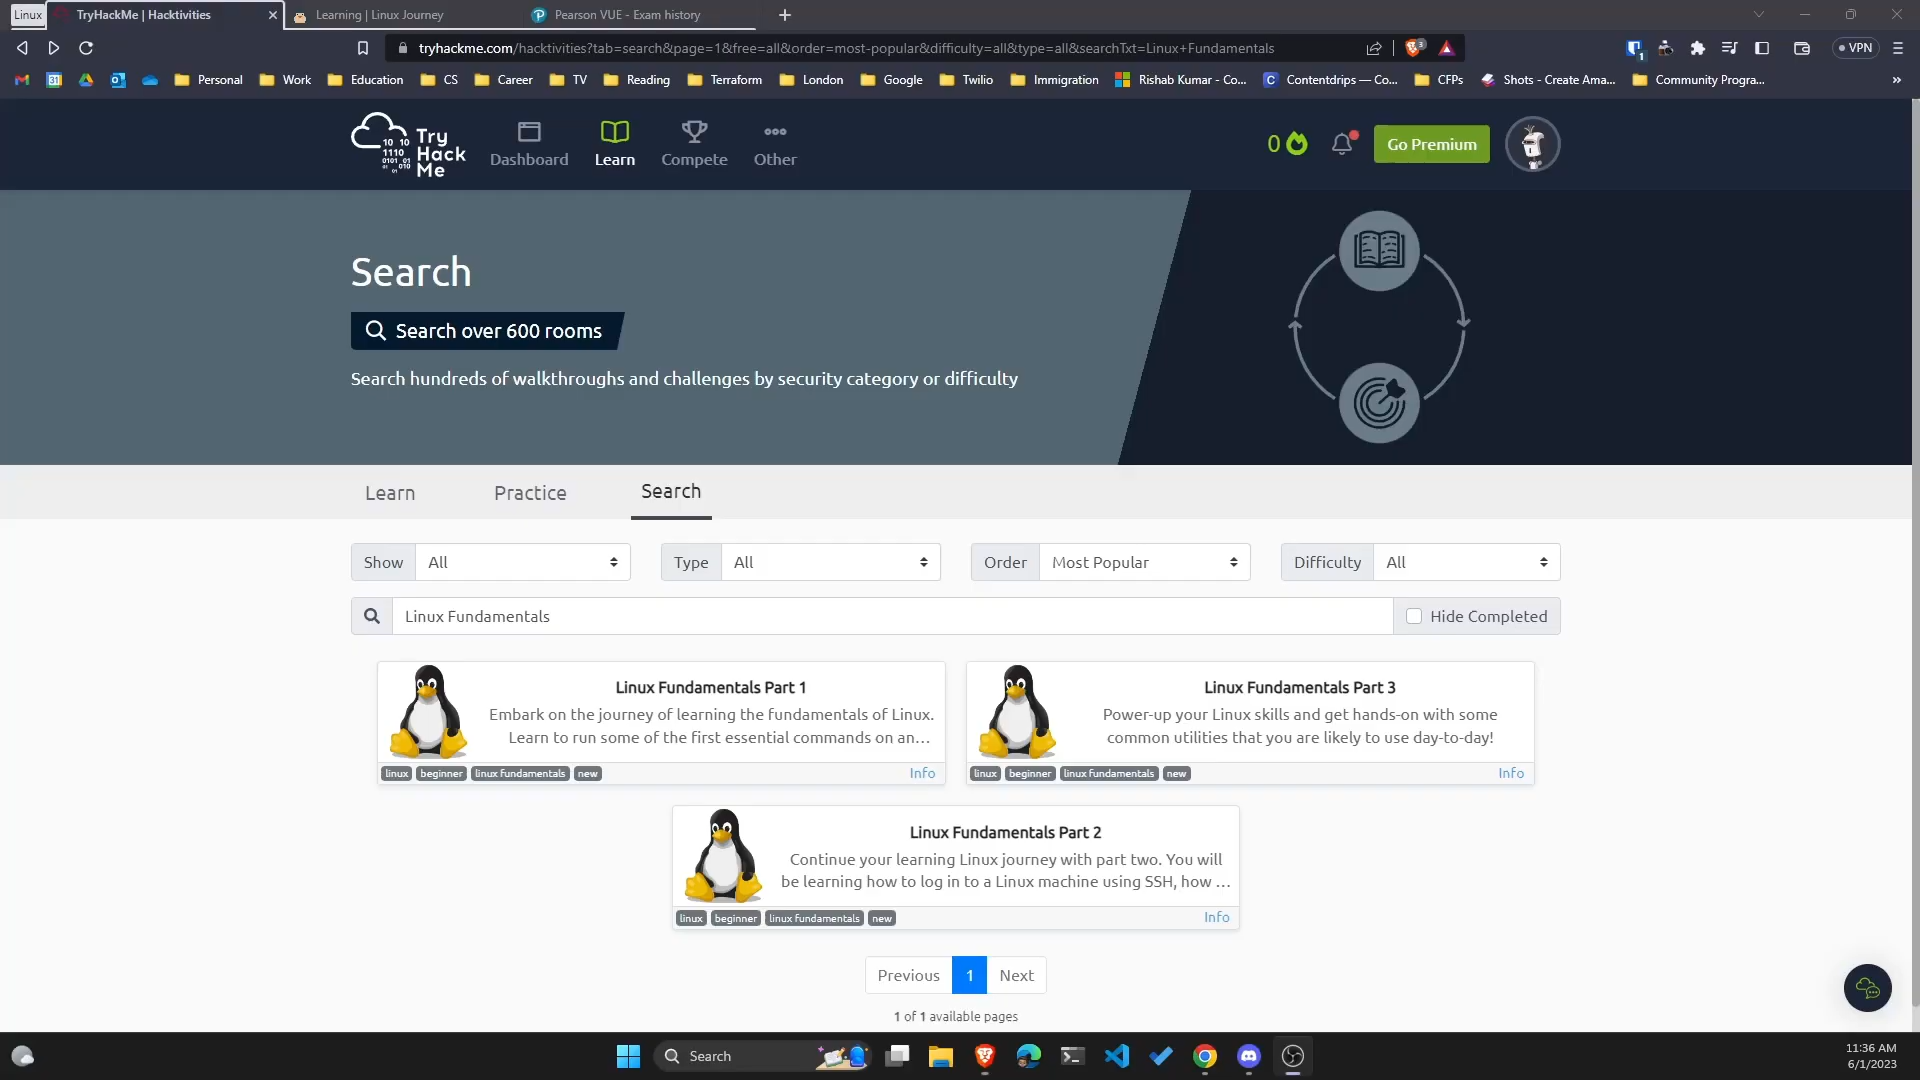 Linux
TryHackMe | Hacktivities
Learning | Linux Journey
Pearson VUE - Exam history
tryhackme.com/hacktivities?tab=search&page=1&free=all&order=most-popular&difficulty=all&type=all&searchTxt=Linux+Fundamentals
VPN
Personal
Work
Education
CS
Career
TV
Reading
Terraform
London
Google
Twilio
Immigration
Rishab Kumar - Co...
Contentdrips — Co...
CFPs
Shots - Create Ama...
Community Progra...
Try
Hack
Me
Dashboard
Learn
Compete
Other
0
Go Premium
Search
Search over 600 rooms
Search hundreds of walkthroughs and challenges by security category or difficulty
Learn
Practice
Search
Show
All
Type
All
Order
Most Popular
Difficulty
All
Linux Fundamentals
Hide Completed
Linux Fundamentals Part 1
Embark on the journey of learning the fundamentals of Linux.
Learn to run some of the first essential commands on an...
linux beginner linux fundamentals new
Info
Linux Fundamentals Part 3
Power-up your Linux skills and get hands-on with some
common utilities that you are likely to use day-to-day!
linux beginner linux fundamentals new
Info
Linux Fundamentals Part 2
Continue your learning Linux journey with part two. You will
be learning how to log in to a Linux machine using SSH, how ...
linux beginner linux fundamentals new
Info
Previous
1
Next
1 of 1 available pages
Search
11:36 AM
6/1/2023